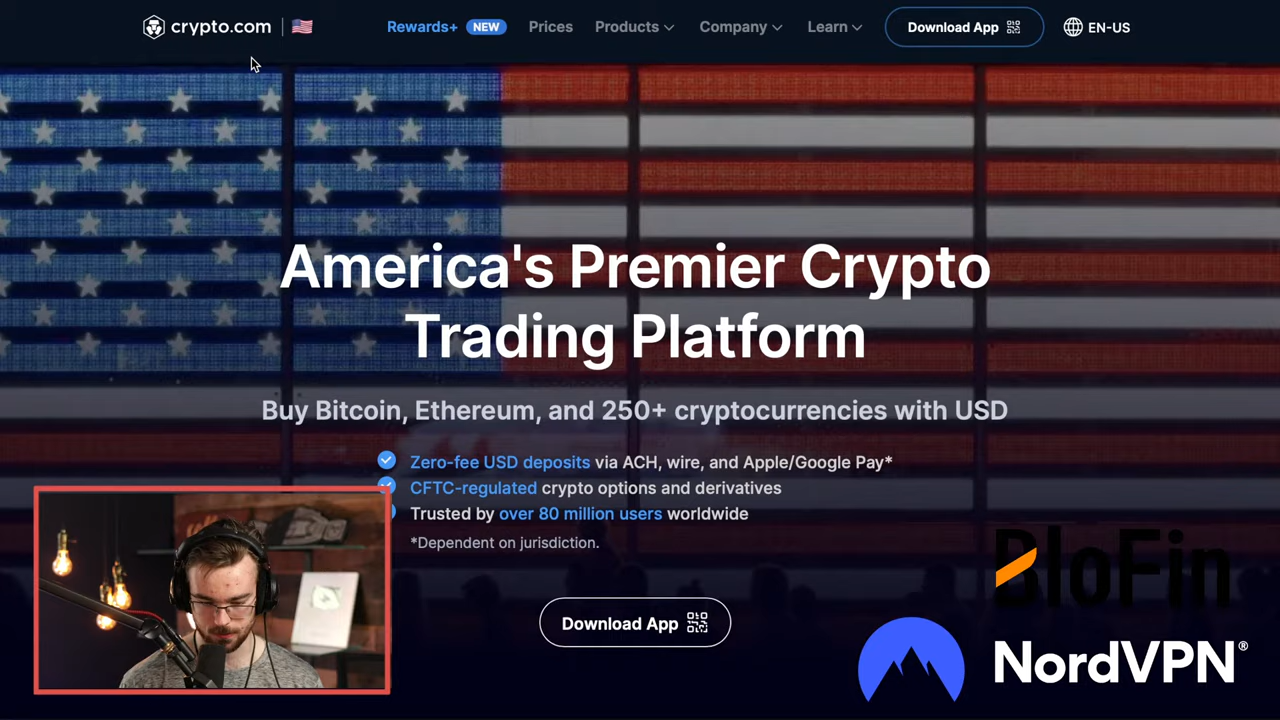 crypto.com
Rewards+ NEW Prices Products Company Learn Download App EN-US
America's Premier Crypto
Trading Platform
Buy Bitcoin, Ethereum, and 250+ cryptocurrencies with USD
Zero-fee USD deposits via ACH, wire, and Apple/Google Pay*
CFTC-regulated crypto options and derivatives
Trusted by over 80 million users worldwide
*Dependent on jurisdiction.
Download App
BloFin
NordVPN®